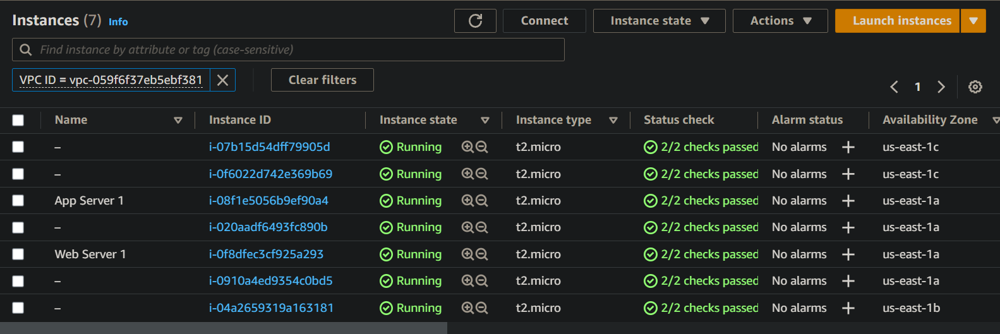 Instances (7) Info Connect Instance state Actions Launch instances
Find instance by attribute or tag (case-sensitive)
VPC ID = vpc-059f6f37eb5ebf381 Clear filters
1
Name Instance ID Instance state Instance type Status check Alarm status Availability Zone
– i-07b15d54dff79905d Running t2.micro 2/2 checks passed No alarms us-east-1c
– i-0f6022d742e369b69 Running t2.micro 2/2 checks passed No alarms us-east-1c
App Server 1 i-08f1e5056b9ef90a4 Running t2.micro 2/2 checks passed No alarms us-east-1a
– i-020aadf6493fc890b Running t2.micro 2/2 checks passed No alarms us-east-1a
Web Server 1 i-0f8dfec3cf925a293 Running t2.micro 2/2 checks passed No alarms us-east-1a
– i-0910a4ed9354c0bd5 Running t2.micro 2/2 checks passed No alarms us-east-1a
– i-04a2659319a163181 Running t2.micro 2/2 checks passed No alarms us-east-1b